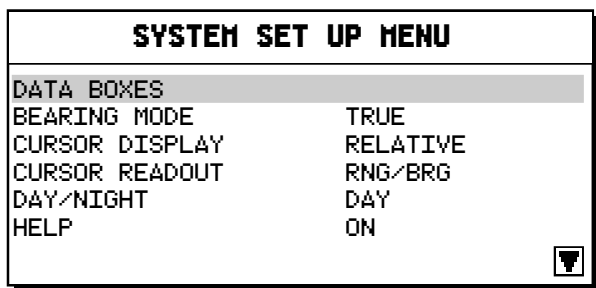 SYSTEM SET UP MENU
DATA BOXES
BEARING MODE TRUE
CURSOR DISPLAY RELATIVE
CURSOR READOUT RNG/BRG
DAY/NIGHT DAY
HELP ON